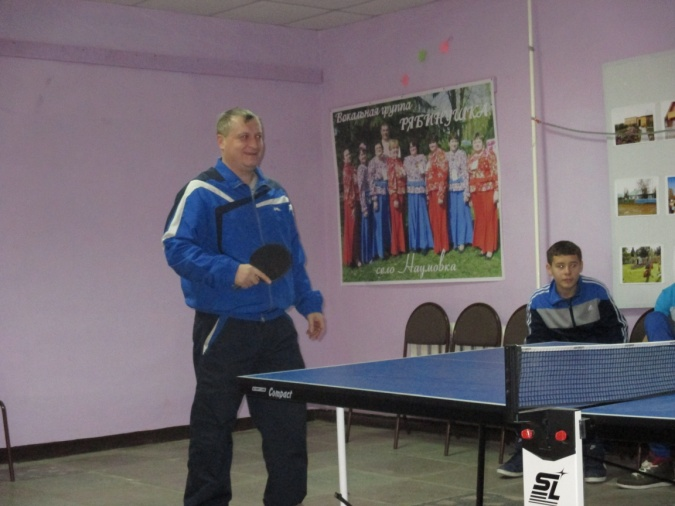 Вокальная группа
РЯБИНУШКА
село Наумовка
Compact
SL